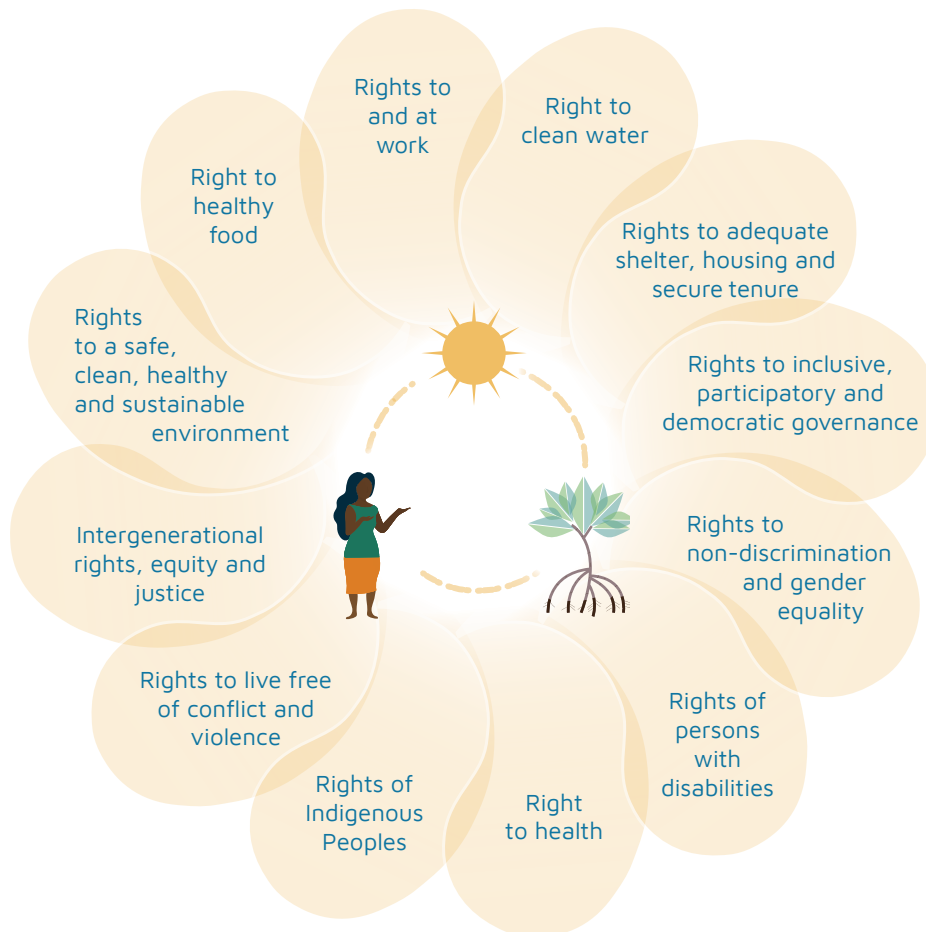 Rights to
and at
work
Right to
clean water
Rights to adequate
shelter, housing and
secure tenure
Rights to inclusive,
participatory and
democratic governance
Rights to
non-discrimination
and gender
equality
Rights of
persons
with
disabilities
Right
to health
Rights of
Indigenous
Peoples
Rights to live free
of conflict and
violence
Intergenerational
rights, equity and
justice
Rights
to a safe,
clean, healthy
and sustainable
environment
Right to
healthy
food